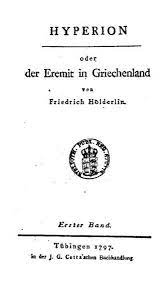 HYPERION
oder
der Eremit in Griechenland
von
Friedrich Hölderlin.
Erster Band.
Tübingen 1797.
in der J. G. Cotta'schen Buchhandlung